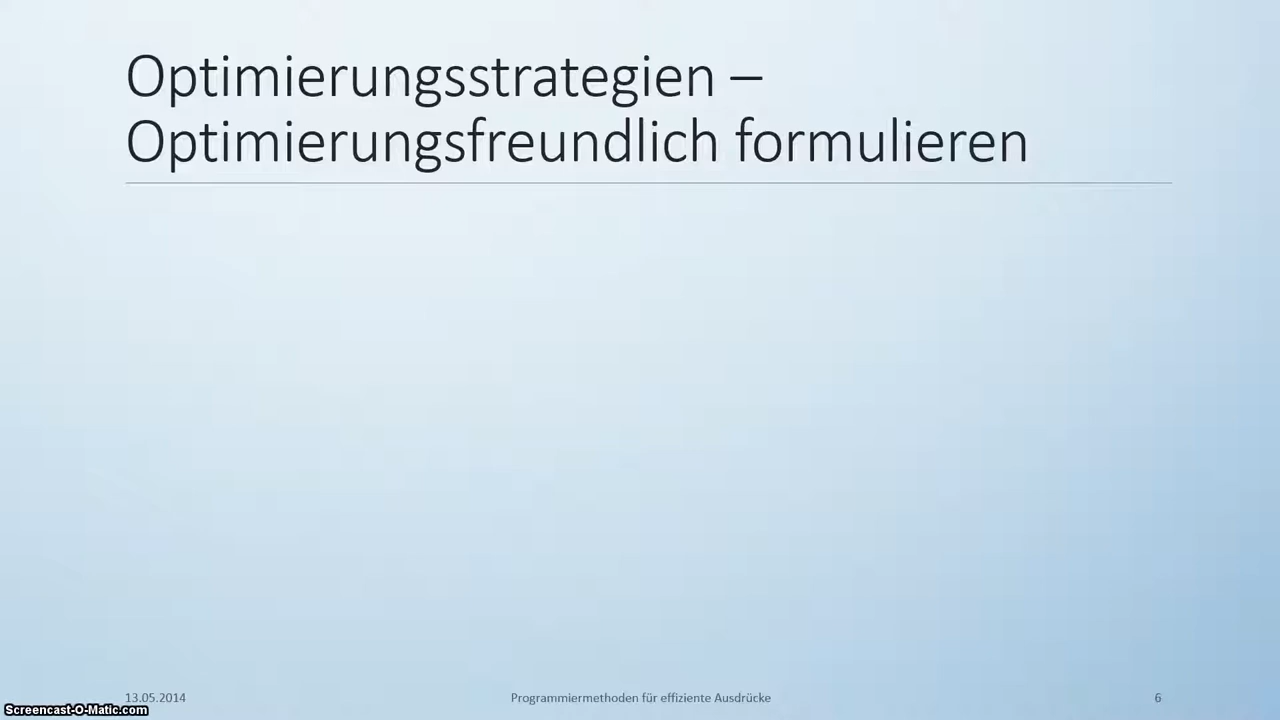 Optimierungsstrategien –
Optimierungsfreundlich formulieren
13.05.2014 Programmiermethoden für effiziente Ausdrücke 6
Screencast-O-Matic.com